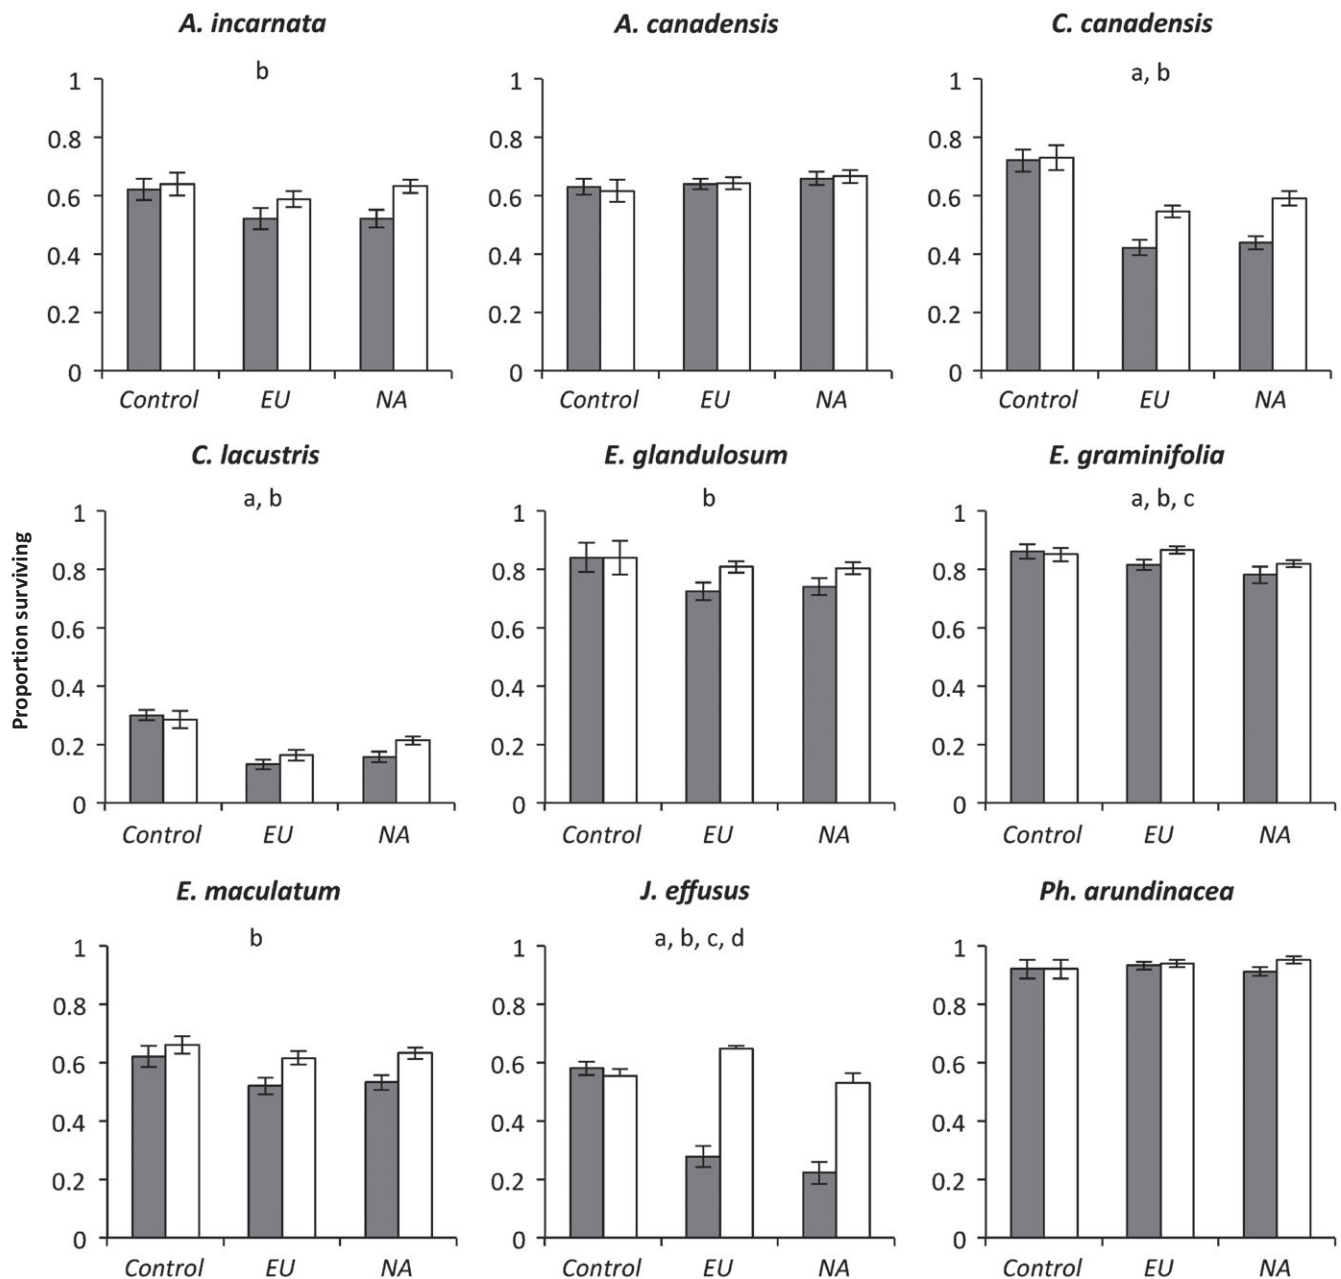 A. incarnata
b
1
0.8
0.6
0.4
0.2
0
Control EU NA
A. canadensis
1
0.8
0.6
0.4
0.2
0
Control EU NA
C. canadensis
a, b
1
0.8
0.6
0.4
0.2
0
Control EU NA
Proportion surviving
C. lacustris
a, b
1
0.8
0.6
0.4
0.2
0
Control EU NA
E. glandulosum
b
1
0.8
0.6
0.4
0.2
0
Control EU NA
E. graminifolia
a, b, c
1
0.8
0.6
0.4
0.2
0
Control EU NA
E. maculatum
b
1
0.8
0.6
0.4
0.2
0
Control EU NA
J. effusus
a, b, c, d
1
0.8
0.6
0.4
0.2
0
Control EU NA
Ph. arundinacea
1
0.8
0.6
0.4
0.2
0
Control EU NA